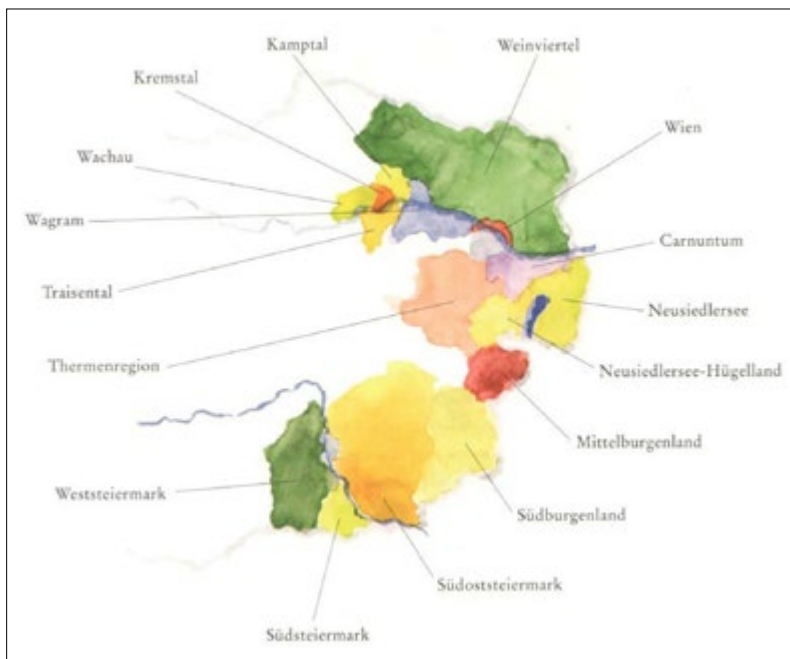 Kamptal
Weinviertel
Kremstal
Wien
Wachau
Wagram
Carnuntum
Traisental
Neusiedlersee
Thermenregion
Neusiedlersee-Hügelland
Mittelburgenland
Weststeiermark
Südburgenland
Südoststeiermark
Südsteiermark